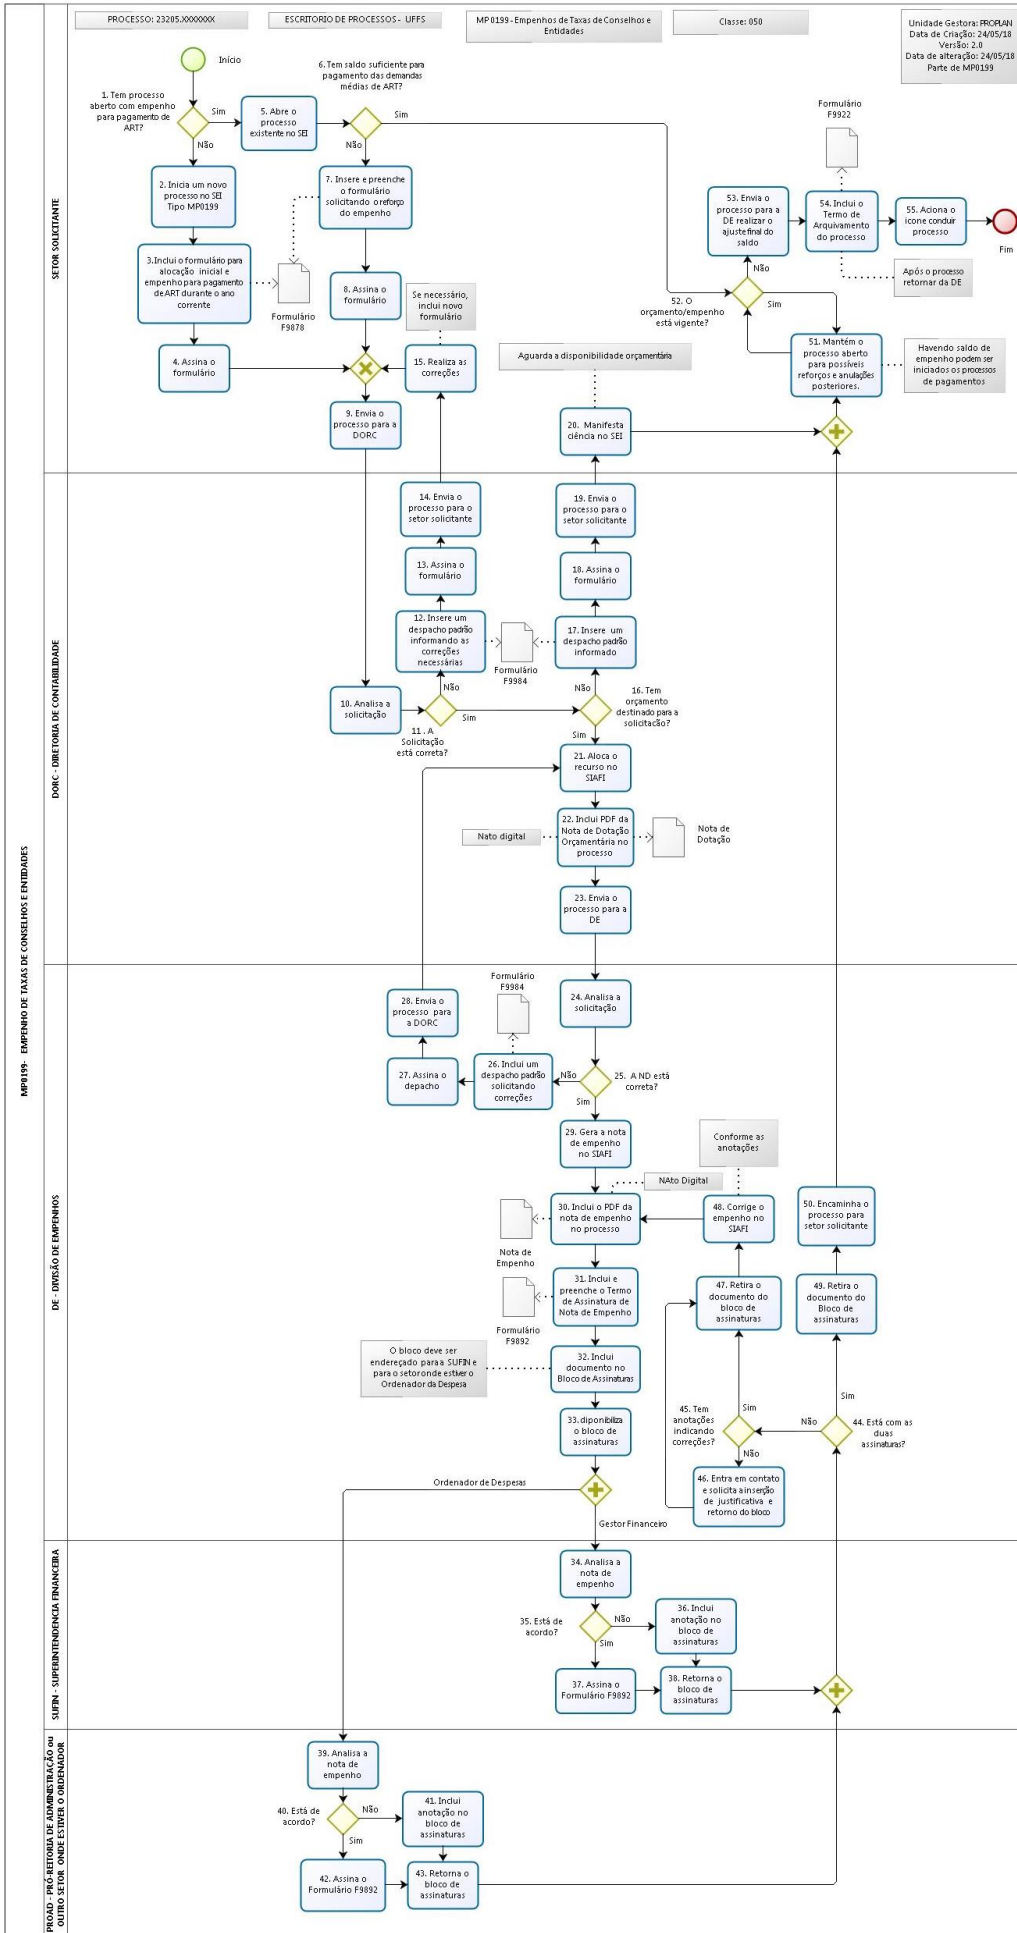 PROCESSO: 23205.XXXXXXX
ESCRITORIO DE PROCESSOS - UFFS
MP0199 - Empenhos de Taxas de Conselhos e
Entidades
Classe: 050
Unidade Gestora: PROPLAN
Data de Criação: 24/05/18
Versão: 2.0
Data de alteração: 24/05/18
Parte de MP0199
MP0199- EMPENHO DE TAXAS DE CONSELHOS E ENTIDADES
SETOR SOLICITANTE
Início
1. Tem processo
aberto com empenho
para pagamento de
ART?
Sim
Não
5. Abre o
processo
existente no SEI
6. Tem saldo suficiente para
pagamento das demandas
médias de ART?
Sim
Não
2. Inicia um novo
processo no SEI
Tipo MP0199
7. Insere e preenche
o formulário
solicitando o reforço
do empenho
3.Inclui o formulário para
alocação inicial e
empenho para pagamento
de ART durante o ano
corrente
Formulário
F9878
8. Assina o
formulário
Se necessário,
inclui novo
formulário
4. Assina o
formulário
15. Realiza as
correções
9. Envia o
processo para a
DORC
Aguarda a disponibilidade orçamentária
20. Manifesta
ciência no SEI
Formulário
F9922
53. Envia o
processo para a
DE realizar o
ajuste final do
saldo
54. Inclui o
Termo de
Arquivamento
do processo
55. Aciona o
icone conduir
processo
Fim
Após o processo
retornar da DE
Não
Sim
52. O
orçamento/empenho
está vigente?
51. Mantém o
processo aberto
para possíveis
reforços e anulações
posteriores.
Havendo saldo de
empenho podem ser
iniciados os processos
de pagamentos
DORC - DIRETORIA DE CONTABILIDADE
14. Envia o
processo para o
setor solicitante
19. Envia o
processo para o
setor solicitante
13. Assina o
formulário
18. Assina o
formulário
12. Insere um
despacho padrão
informando as
correções
necessárias
Formulário
F9984
17. Insere um
despacho padrão
informado
10. Analisa a
solicitação
Não
Sim
11 . A
Solicitação
está correta?
Não
Sim
16. Tem
orçamento
destinado para a
solicitacão?
21. Aloca o
recurso no
SIAFI
Nato digital
22. Inclui PDF da
Nota de Dotação
Orçamentária no
processo
Nota de
Dotação
23. Envia o
processo para a
DE
DE - DIVISÃO DE EMPENHOS
Formulário
F9984
28. Envia o
processo para
a DORC
24. Analisa a
solicitação
27. Assina o
depacho
26. Inclui um
despacho padrão
solicitando
correções
Não
Sim
25. A ND está
correta?
29. Gera a nota
de empenho
no SIAFI
Conforme as
anotações
NAto Digital
30. Inclui o PDF da
nota de empenho
no processo
Nota de
Empenho
48. Corrige o
empenho no
SIAFI
50. Encaminha o
processo para
setor solicitante
31. Inclui e
preenche o Termo
de Assinatura de
Nota de Empenho
Formulário
F9892
47. Retira o
documento do
bloco de
assinaturas
49. Retira o
documento do
Bloco de
assinaturas
O bloco deve ser
endereçado para a SUFIN e
para o setor onde estiver o
Ordenador da Despesa
32. Inclui
documento no
Bloco de Assinaturas
33. diponibiliza
o bloco de
assinaturas
45. Tem
anotações
indicando
correções?
Sim
Não
Não
Sim
44. Está com as
duas
assinaturas?
46. Entra em contato
e solicita a inserção
de justificativa e
retorno do bloco
Ordenador de Despesas
Gestor Financeiro
SUFIN - SUPERINTENDENCIA FINANCEIRA
34. Analisa a
nota de
empenho
35. Está de
acordo?
Não
Sim
36. Inclui
anotação no
bloco de
assinaturas
37. Assina o
Formulário F9892
38. Retorna o
bloco de
assinaturas
PROAD - PRÓ-REITORIA DE ADMINISTRAÇÃO ou
OUTRO SETOR ONDE ESTIVER O ORDENADOR
39. Analisa a
nota de
empenho
40. Está de
acordo?
Não
Sim
41. Inclui
anotação no
bloco de
assinaturas
42. Assina o
Formulário F9892
43. Retorna o
bloco de
assinaturas